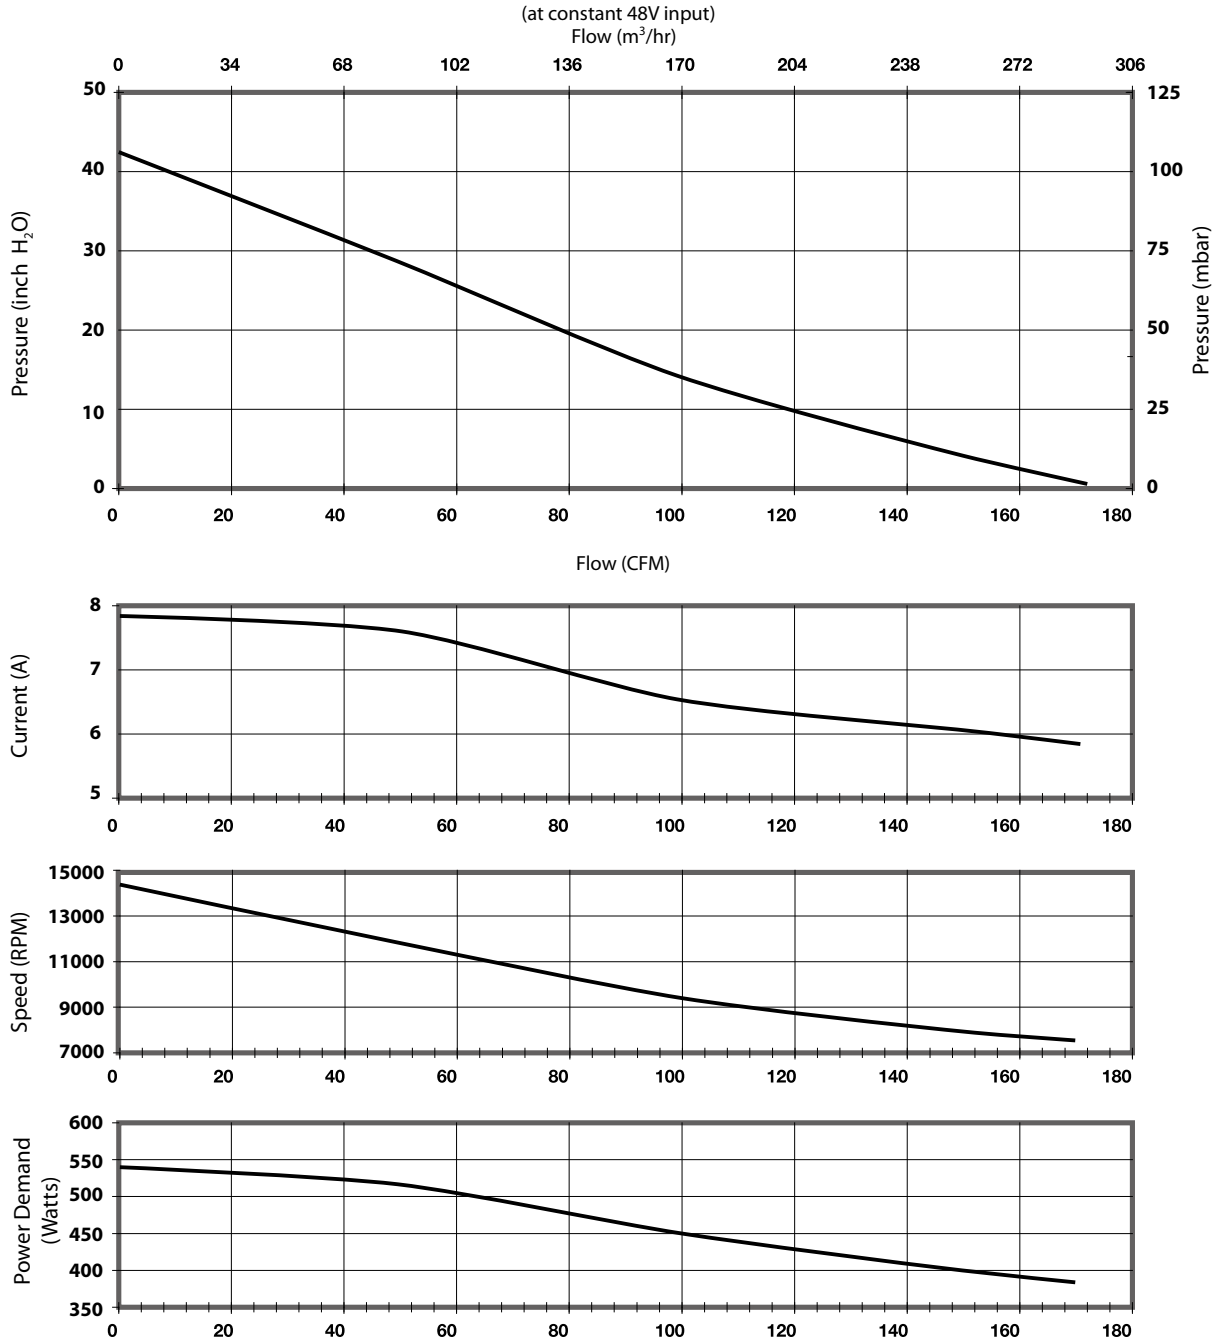 (at constant 48V input)
Flow (m³/hr)
0 34 68 102 136 170 204 238 272 306
50 125
40 100
30 75
20 50
10 25
0 0
Pressure (inch H₂O)
Pressure (mbar)
0 20 40 60 80 100 120 140 160 180
Flow (CFM)
8
7
6
5
Current (A)
0 20 40 60 80 100 120 140 160 180
15000
13000
11000
9000
7000
Speed (RPM)
0 20 40 60 80 100 120 140 160 180
600
550
500
450
400
350
Power Demand
(Watts)
0 20 40 60 80 100 120 140 160 180